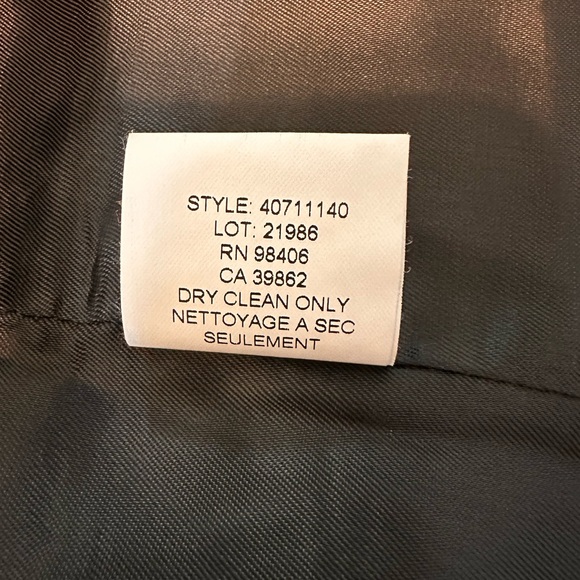 STYLE: 40711140
LOT: 21986
RN 98406
CA 39862
DRY CLEAN ONLY
NETTOYAGE A SEC
SEULEMENT